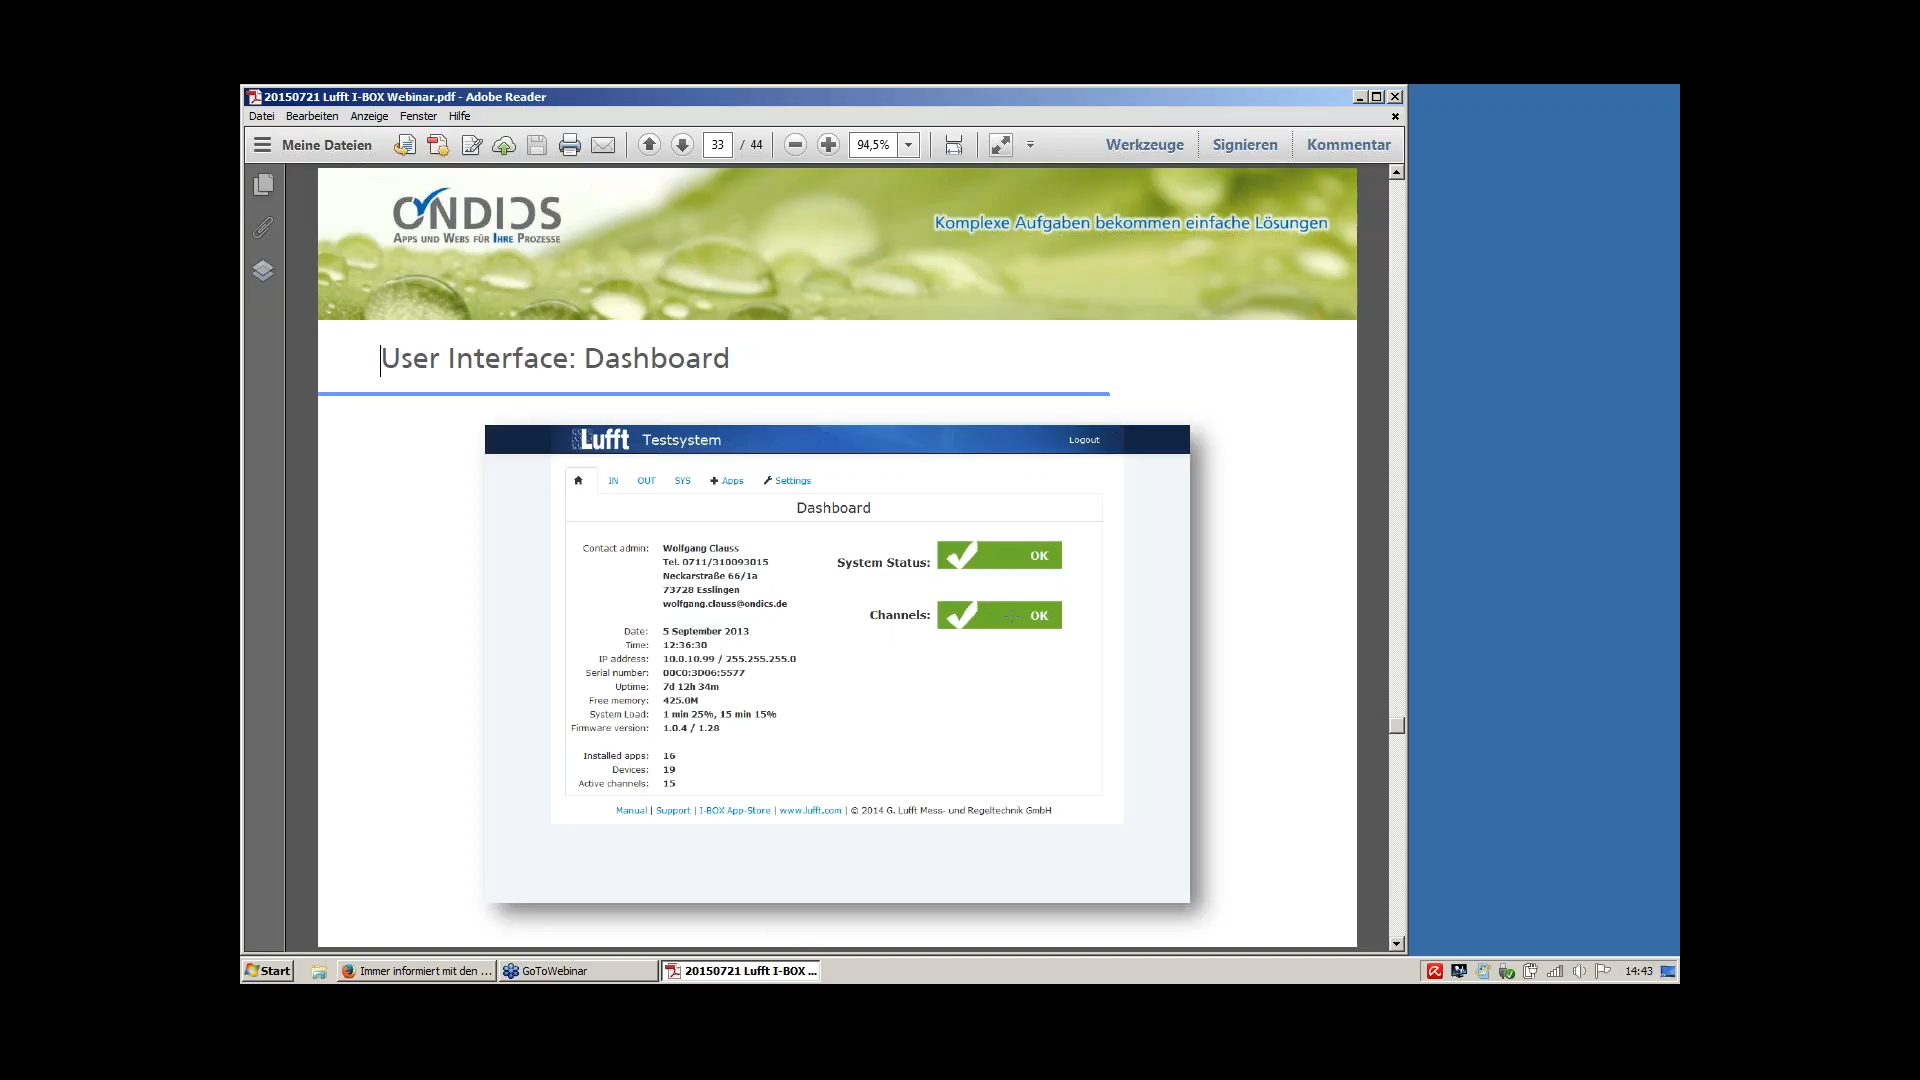 20150721 Lufft I-BOX Webinar.pdf - Adobe Reader
Datei Bearbeiten Anzeige Fenster Hilfe
Meine Dateien 33 / 44 94,5% Werkzeuge Signieren Kommentar
ONDICS
APPS UND WEBS FÜR IHRE PROZESSE
Komplexe Aufgaben bekommen einfache Lösungen
User Interface: Dashboard
Lufft Testsystem Logout
IN OUT SYS Apps Settings
Dashboard
Contact admin: Wolfgang Clauss
Tel. 0711/310093015
Neckarstraße 66/1a
73728 Esslingen
wolfgang.clauss@ondics.de
System Status: OK
Channels: OK
Date: 5 September 2013
Time: 12:36:30
IP address: 10.0.10.99 / 255.255.255.0
Serial number: 00C0:3D06:5577
Uptime: 7d 12h 34m
Free memory: 425.0M
System Load: 1 min 25%, 15 min 15%
Firmware version: 1.0.4 / 1.28
Installed apps: 16
Devices: 19
Active channels: 15
Manual | Support | I-BOX App-Store | www.lufft.com | © 2014 G. Lufft Mess- und Regeltechnik GmbH
Start Immer informiert mit den ... GoToWebinar 20150721 Lufft I-BOX ... 14:43